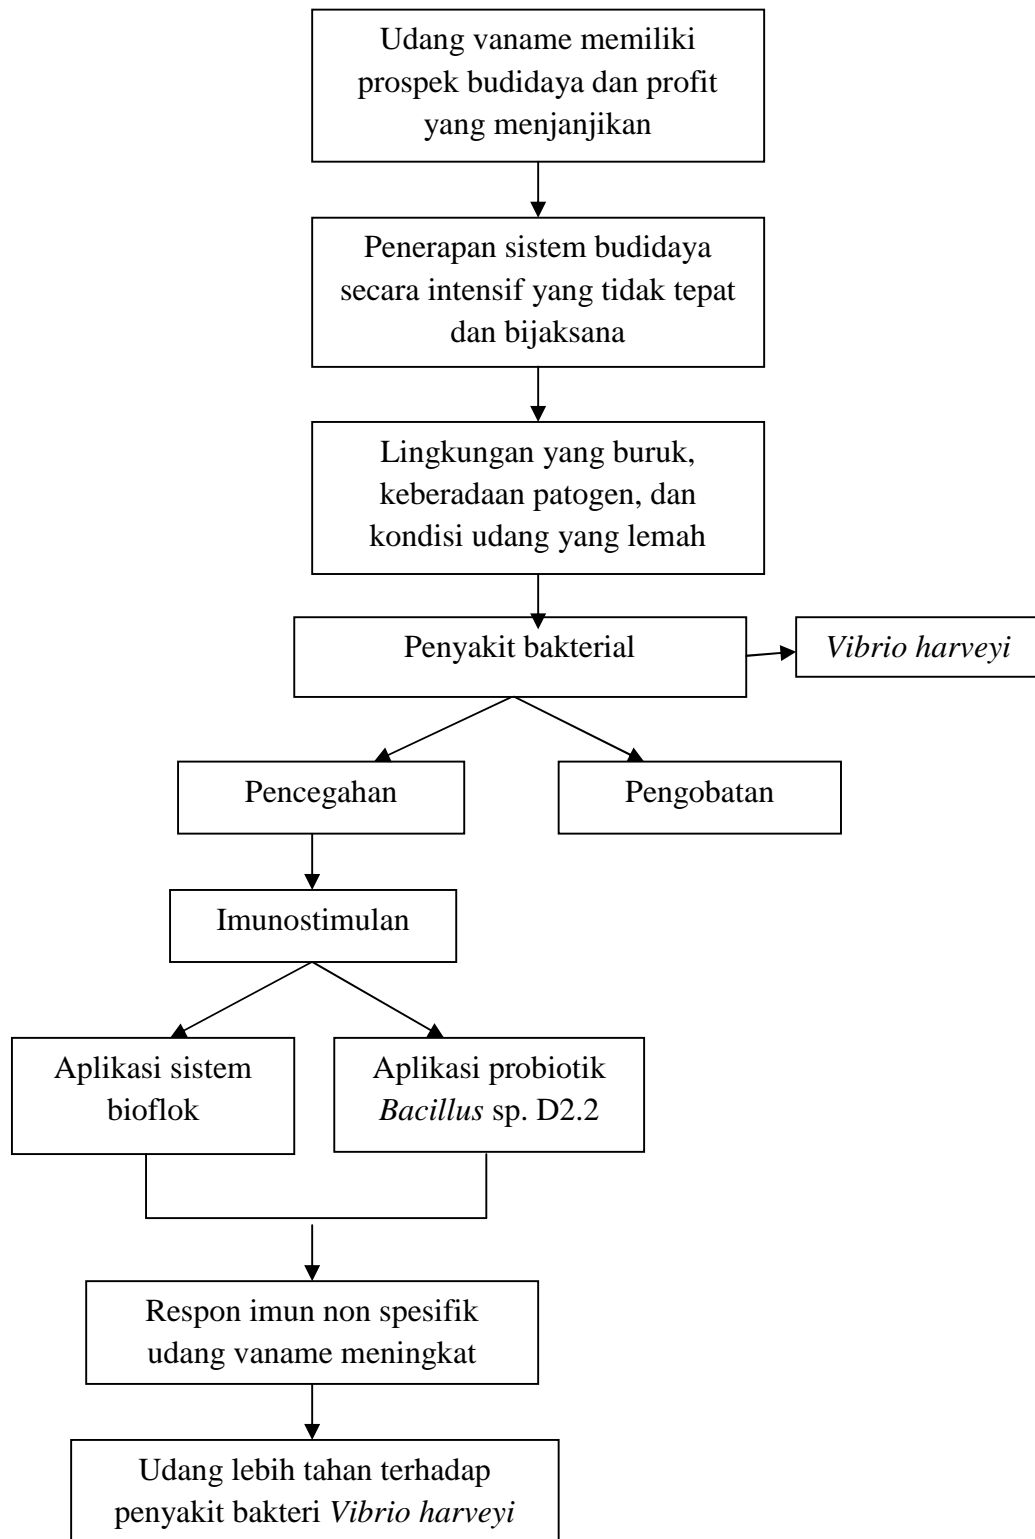 Udang vaname memiliki
prospek budidaya dan profit
yang menjanjikan
Penerapan sistem budidaya
secara intensif yang tidak tepat
dan bijaksana
Lingkungan yang buruk,
keberadaan patogen, dan
kondisi udang yang lemah
Penyakit bakterial
Vibrio harveyi
Pencegahan
Pengobatan
Imunostimulan
Aplikasi sistem
bioflok
Aplikasi probiotik
Bacillus sp. D2.2
Respon imun non spesifik
udang vaname meningkat
Udang lebih tahan terhadap
penyakit bakteri Vibrio harveyi